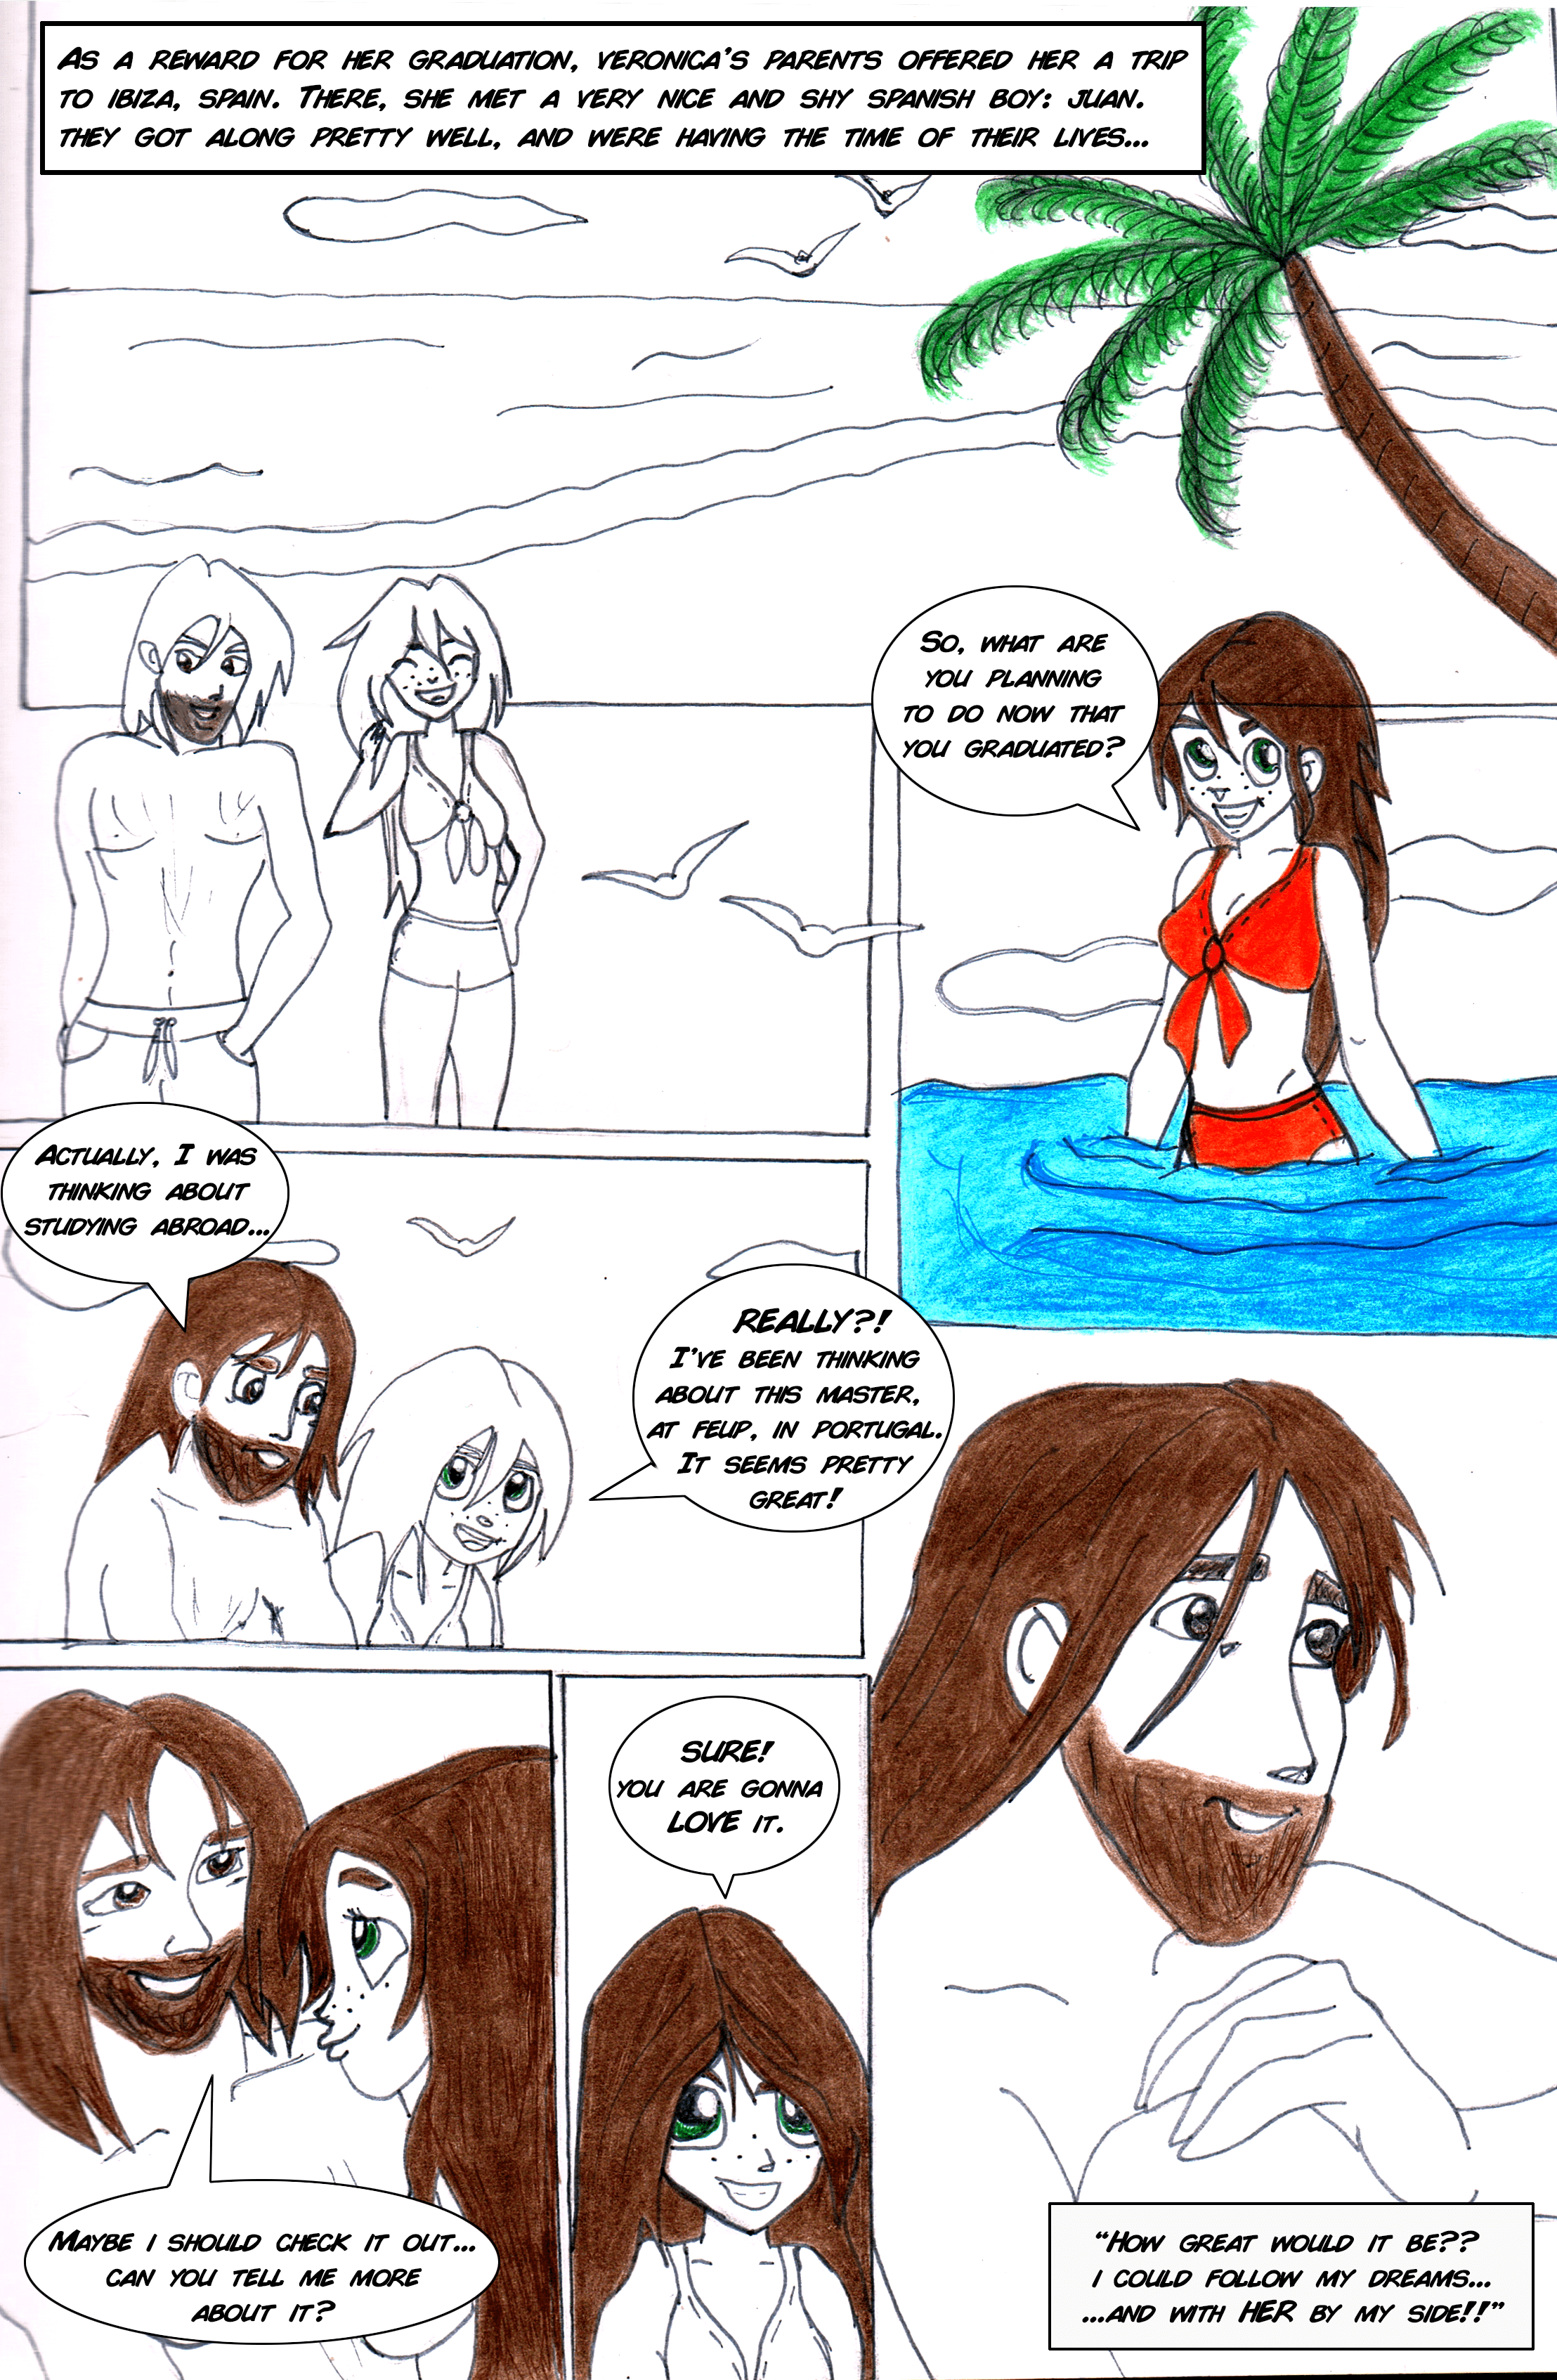 As a reward for her graduation, Veronica's parents offered her a trip
to Ibiza, Spain. There, she met a very nice and shy Spanish boy: Juan.
They got along pretty well, and were having the time of their lives...
So, what are
you planning
to do now that
you graduated?
Actually, I was
thinking about
studying abroad...
REALLY?!
I've been thinking
about this master,
at FEUP, in Portugal.
It seems pretty
great!
Maybe I should check it out...
can you tell me more
about it?
SURE!
You are gonna
LOVE it.
"How great would it be??
I could follow my dreams...
...and with HER by my side!!"